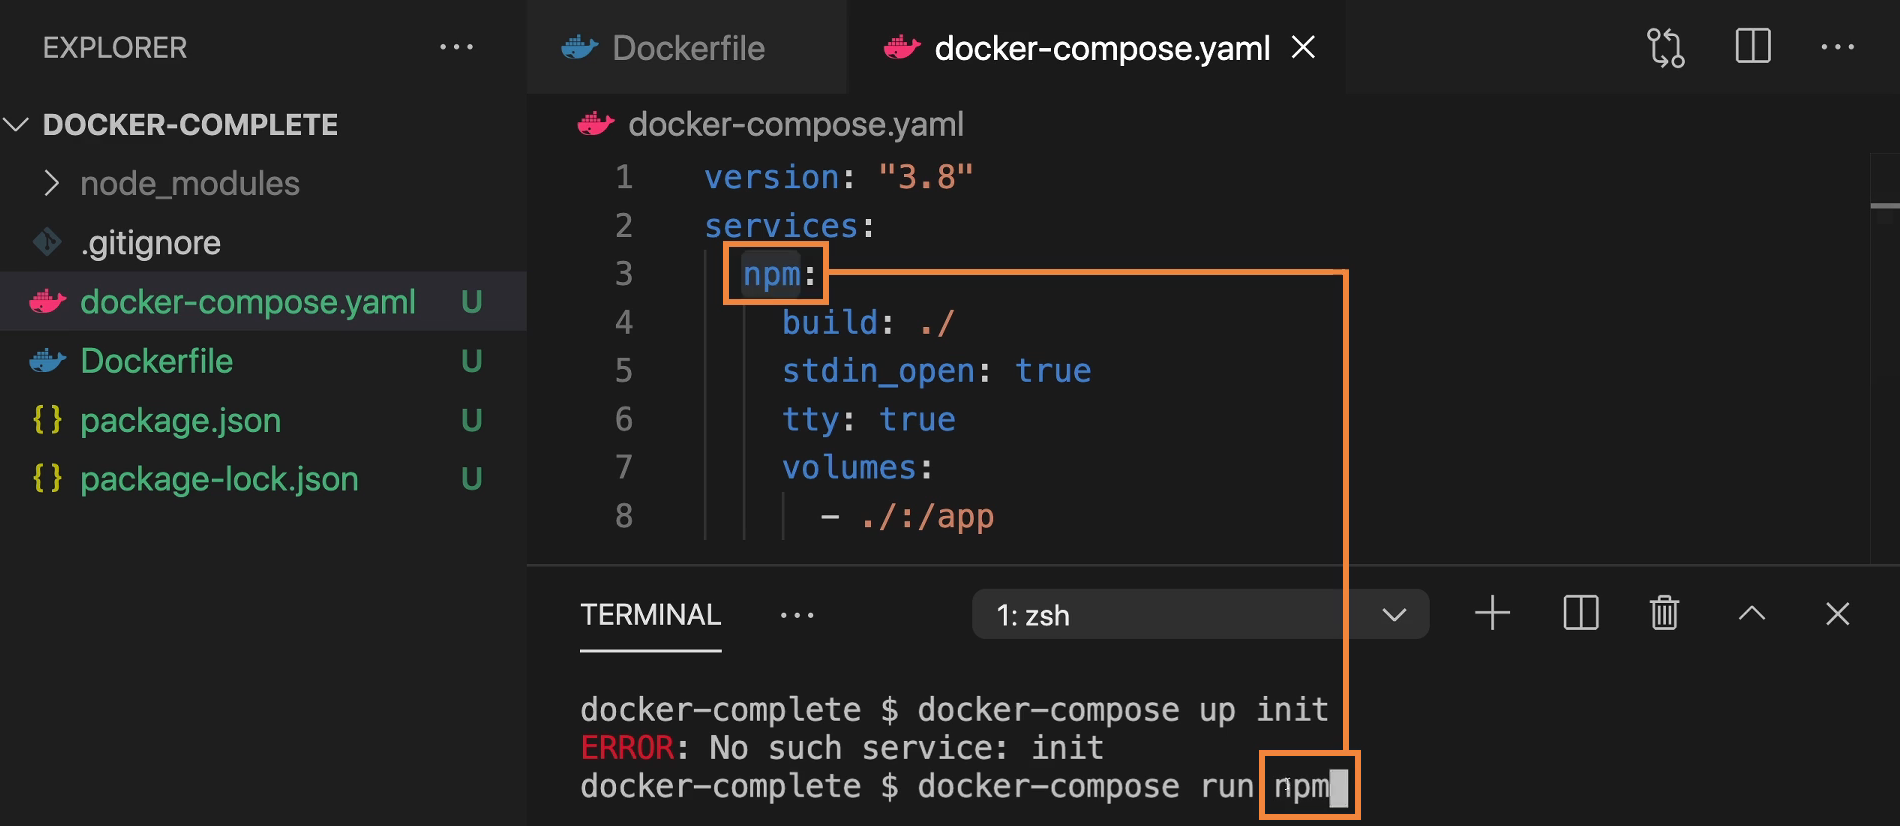 EXPLORER
DOCKER-COMPLETE
node_modules
.gitignore
docker-compose.yaml U
Dockerfile U
package.json U
package-lock.json U
Dockerfile
docker-compose.yaml
docker-compose.yaml
1 version: "3.8"
2 services:
3 npm:
4 build: ./
5 stdin_open: true
6 tty: true
7 volumes:
8 - ./:/app
TERMINAL
1: zsh
docker-complete $ docker-compose up init
ERROR: No such service: init
docker-complete $ docker-compose run npm